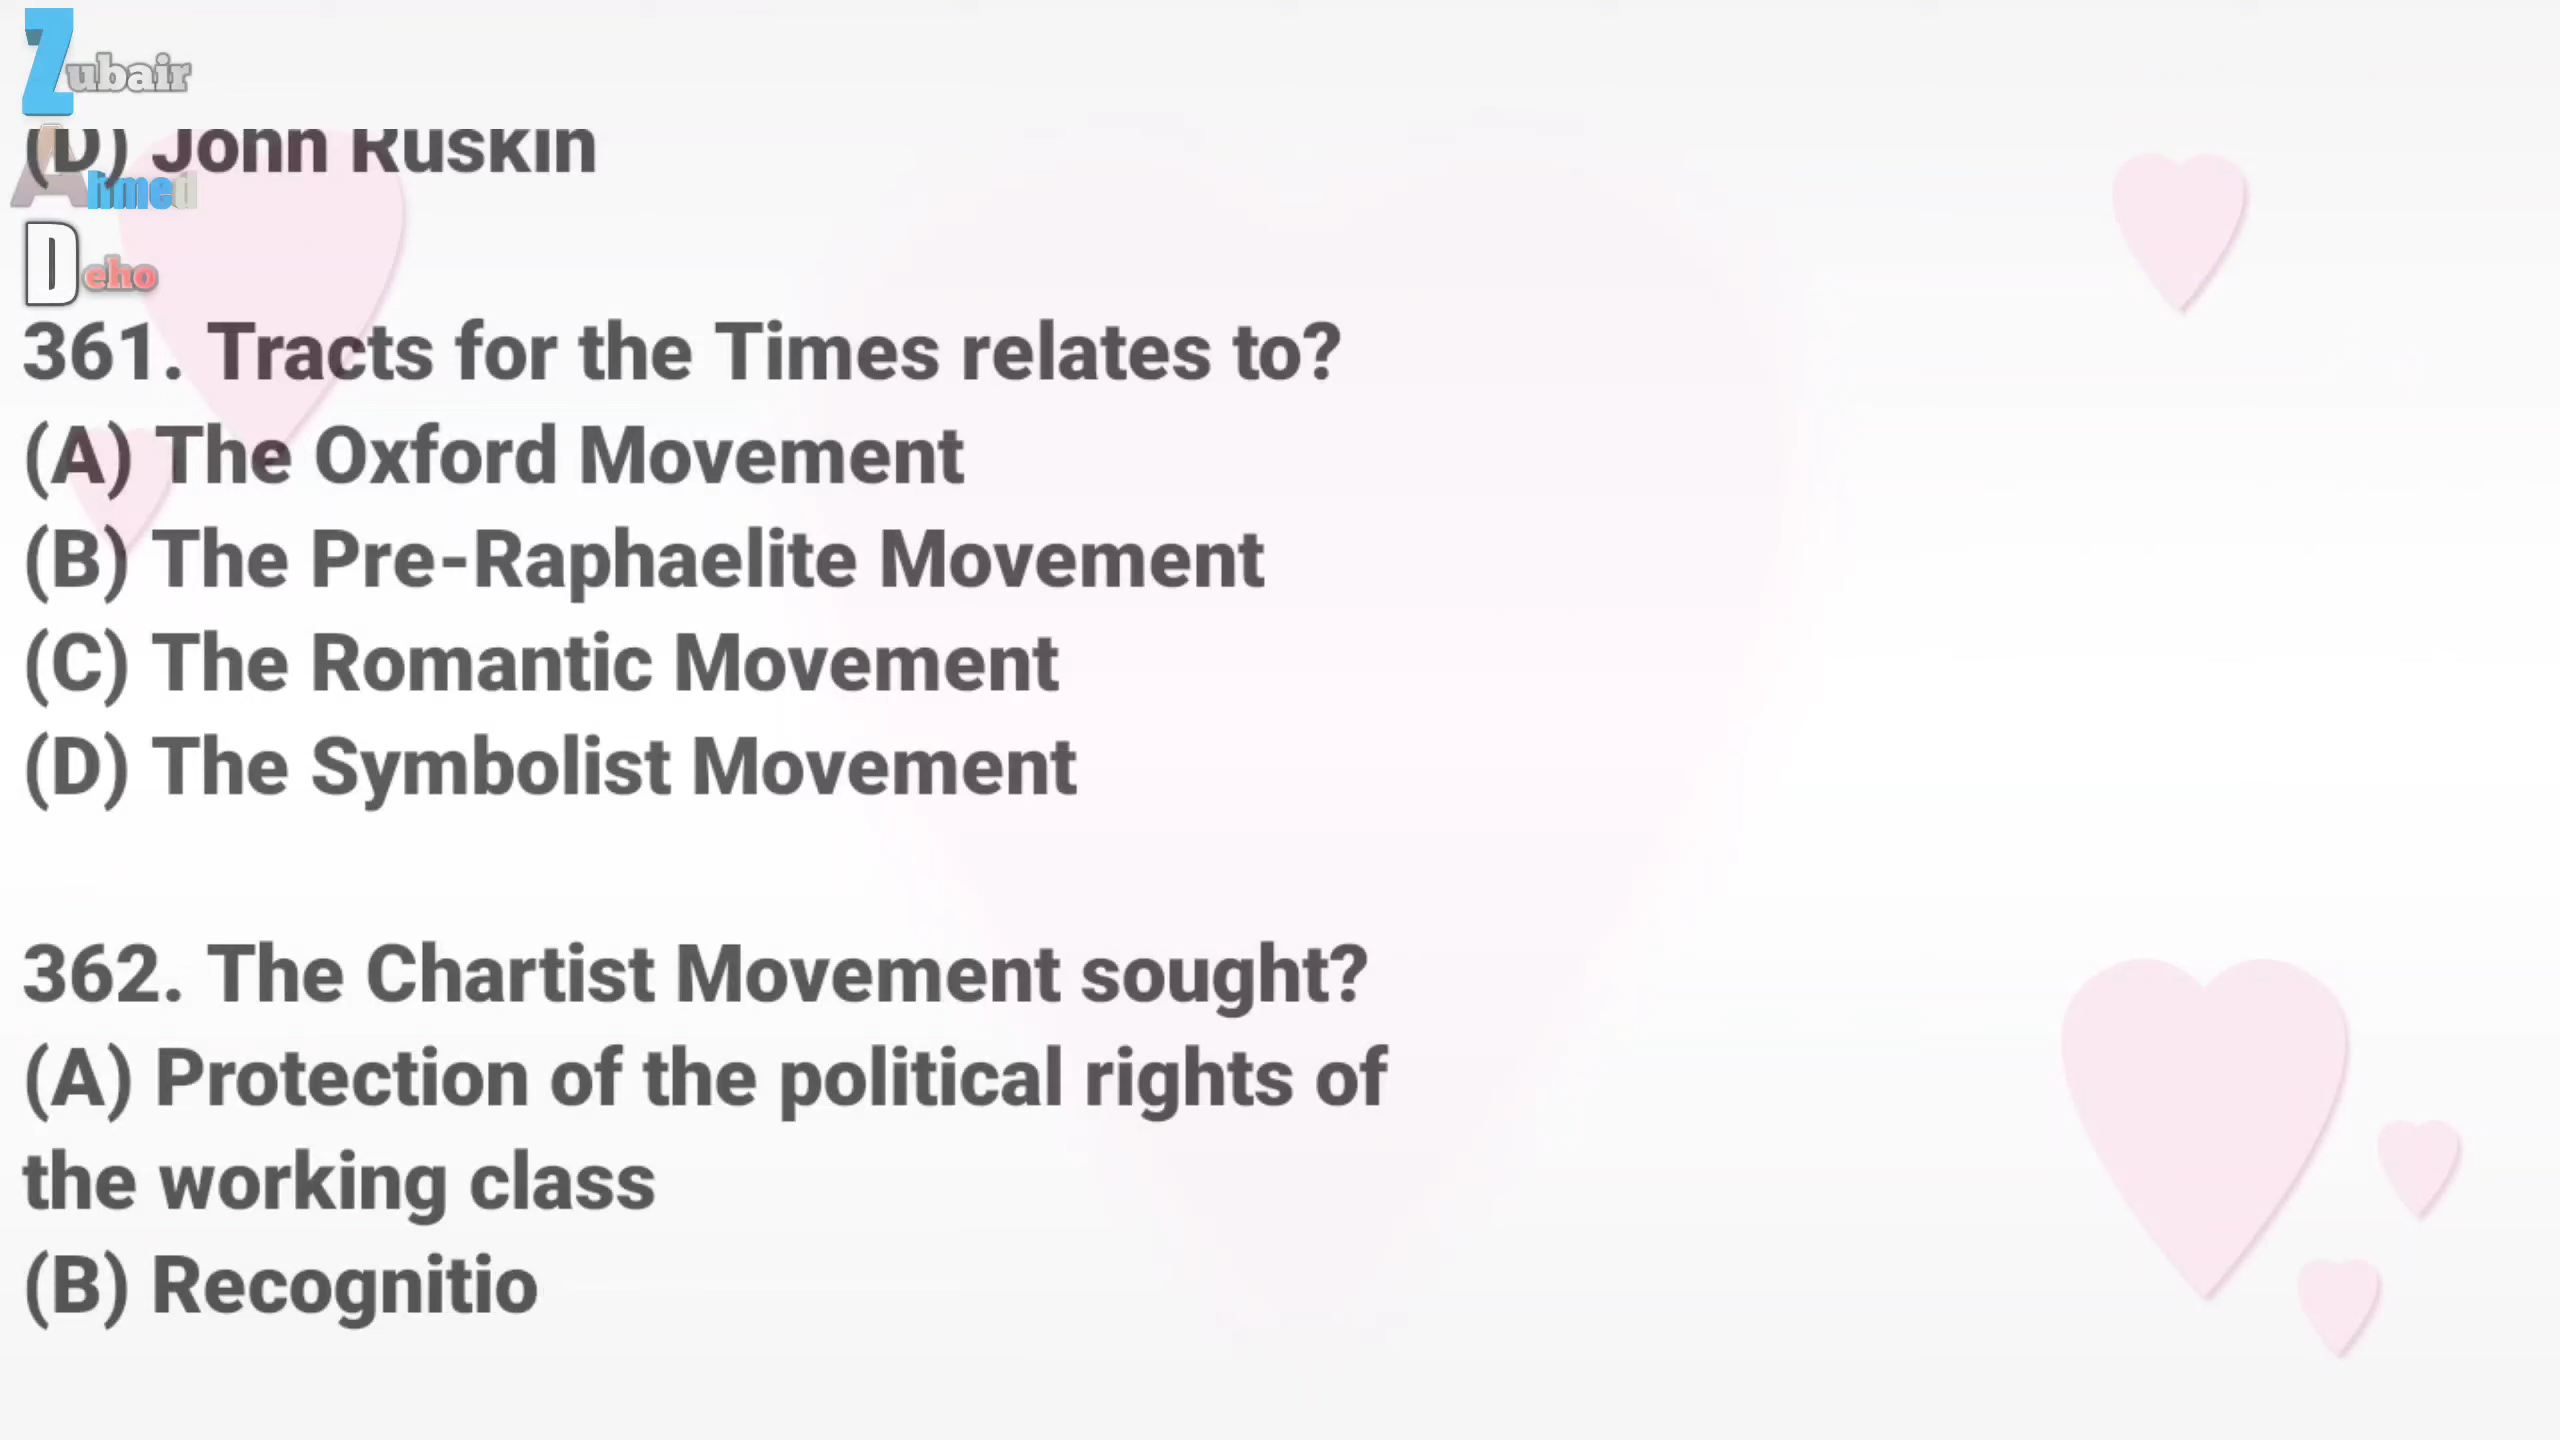 Zubair
(D) John Ruskin
Ahmed
Deho
361. Tracts for the Times relates to?
(A) The Oxford Movement
(B) The Pre-Raphaelite Movement
(C) The Romantic Movement
(D) The Symbolist Movement
362. The Chartist Movement sought?
(A) Protection of the political rights of
the working class
(B) Recognitio